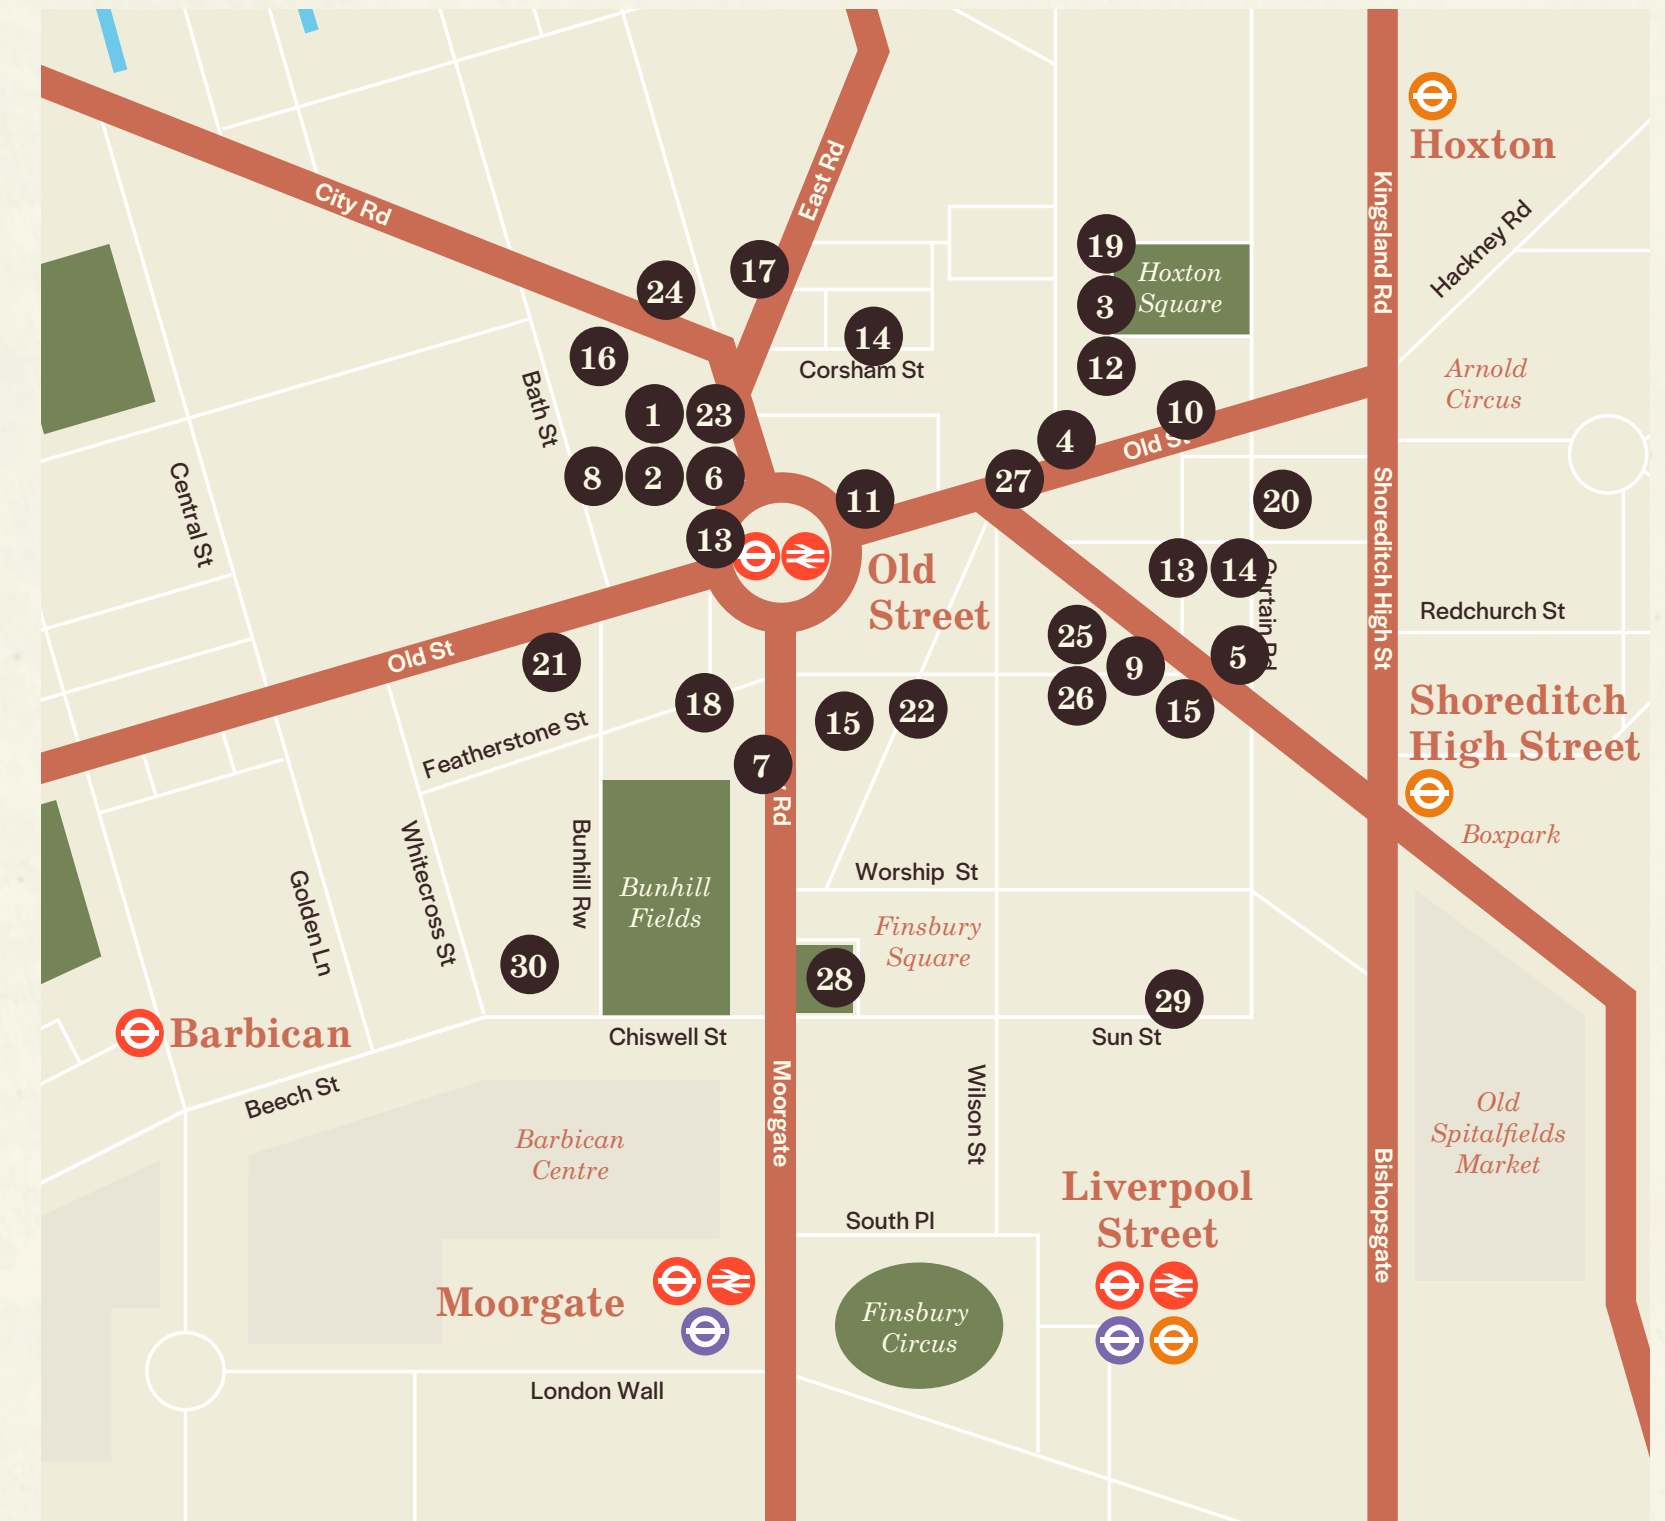 City Rd
East Rd
Kingsland Rd
Hoxton
Hackney Rd
19
Hoxton
Square
3
12
17
24
14
Corsham St
16
Arnold
Circus
Bath St
1
23
10
4
Old St
8
2
6
27
11
20
Central St
Shoreditch High St
13
Old
Street
13
14
Curtain Rd
Redchurch St
25
5
Old St
21
9
26
15
18
15
22
Shoreditch
High Street
Featherstone St
7
Rd
Boxpark
Bunhill Rw
Whitecross St
Golden Ln
Worship St
Bunhill
Fields
Finsbury
Square
30
28
29
Barbican
Chiswell St
Sun St
Beech St
Moorgate
Wilson St
Barbican
Centre
Old
Spitalfields
Market
Bishopsgate
Liverpool
Street
South Pl
Moorgate
Finsbury
Circus
London Wall